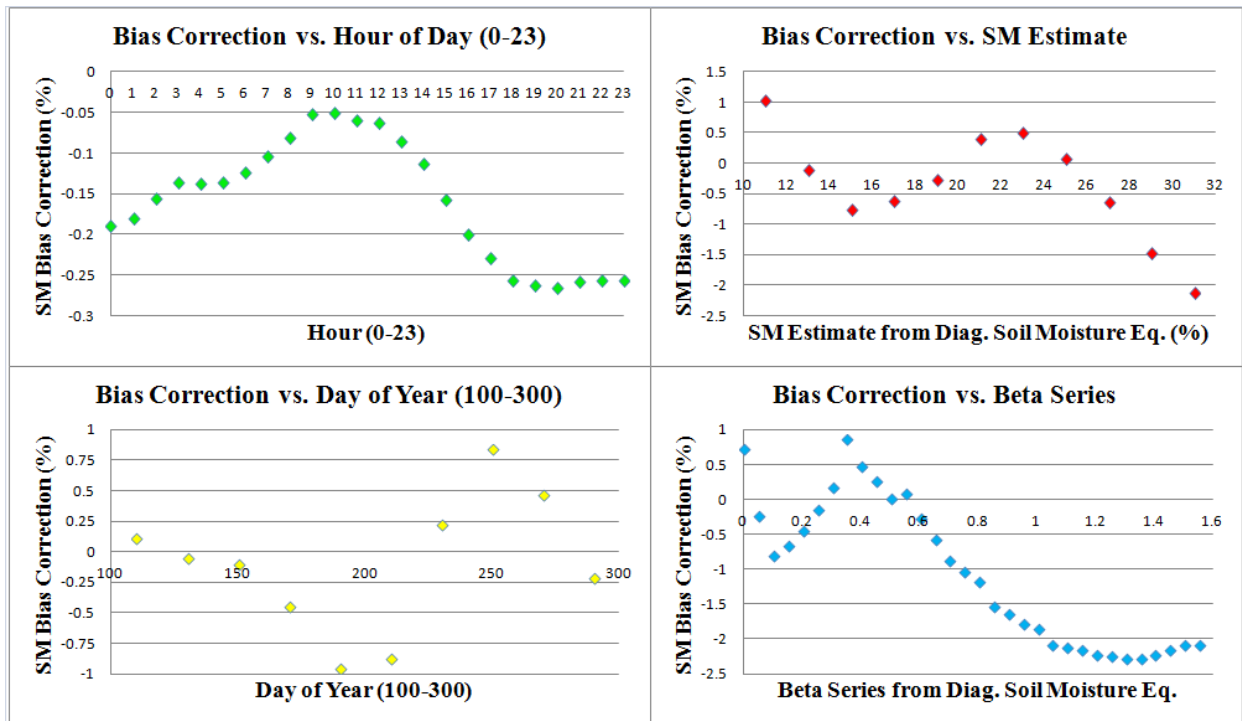 Bias Correction vs. Hour of Day (0-23)
SM Bias Correction (%)
0
-0.05
-0.1
-0.15
-0.2
-0.25
-0.3
0 1 2 3 4 5 6 7 8 9 10 11 12 13 14 15 16 17 18 19 20 21 22 23
Hour (0-23)
Bias Correction vs. SM Estimate
SM Bias Correction (%)
1.5
1
0.5
0
-0.5
-1
-1.5
-2
-2.5
10 12 14 16 18 20 22 24 26 28 30 32
SM Estimate from Diag. Soil Moisture Eq. (%)
Bias Correction vs. Day of Year (100-300)
SM Bias Correction (%)
1
0.75
0.5
0.25
0
-0.25
-0.5
-0.75
-1
100 150 200 250 300
Day of Year (100-300)
Bias Correction vs. Beta Series
SM Bias Correction (%)
1
0.5
0
-0.5
-1
-1.5
-2
-2.5
0 0.2 0.4 0.6 0.8 1 1.2 1.4 1.6
Beta Series from Diag. Soil Moisture Eq.